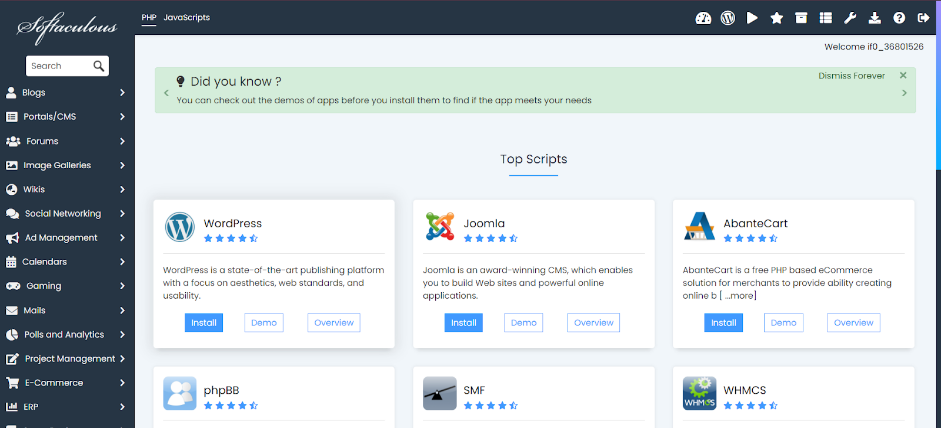 Softaculous
PHP
JavaScripts
Welcome if0_36801526
Search
Blogs
Portals/CMS
Forums
Image Galleries
Wikis
Social Networking
Ad Management
Calendars
Gaming
Mails
Polls and Analytics
Project Management
E-Commerce
ERP
Did you know ?
Dismiss Forever
You can check out the demos of apps before you install them to find if the app meets your needs
Top Scripts
WordPress
WordPress is a state-of-the-art publishing platform
with a focus on aesthetics, web standards, and
usability.
Install
Demo
Overview
Joomla
Joomla is an award-winning CMS, which enables
you to build Web sites and powerful online
applications.
Install
Demo
Overview
AbanteCart
AbanteCart is a free PHP based eCommerce
solution for merchants to provide ability creating
online b [ ...more]
Install
Demo
Overview
phpBB
SMF
WHMCS
WHMCS